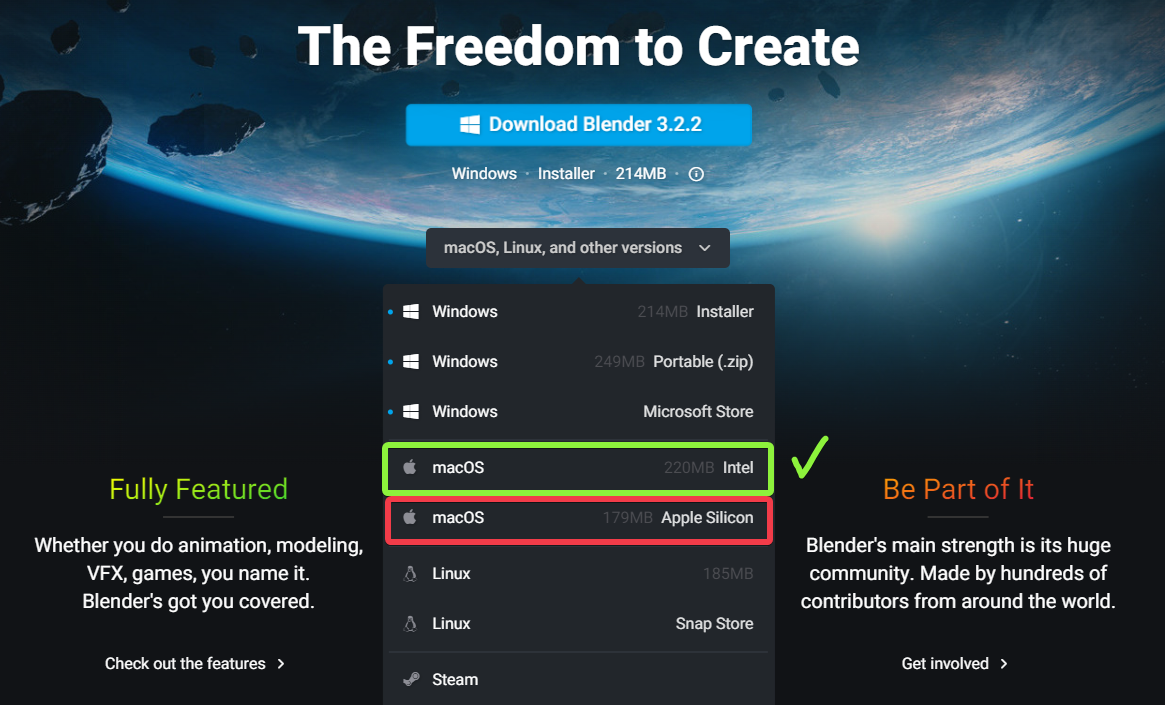 The Freedom to Create
Download Blender 3.2.2
Windows · Installer · 214MB ·
macOS, Linux, and other versions
Windows 214MB Installer
Windows 249MB Portable (.zip)
Windows Microsoft Store
macOS 220MB Intel
macOS 179MB Apple Silicon
Linux 185MB
Linux Snap Store
Steam
Fully Featured
Whether you do animation, modeling,
VFX, games, you name it.
Blender's got you covered.
Check out the features
Be Part of It
Blender's main strength is its huge
community. Made by hundreds of
contributors from around the world.
Get involved